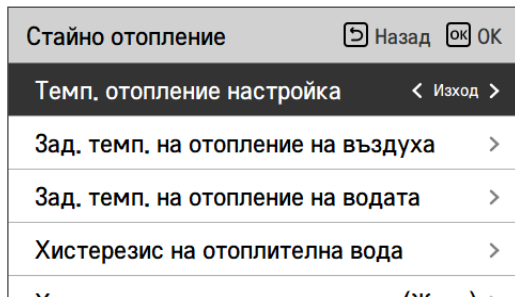 Стайно отопление Назад OK OK
Темп. отопление настройка < Изход >
Зад. темп. на отопление на въздуха >
Зад. темп. на отопление на водата >
Хистерезис на отоплителна вода >